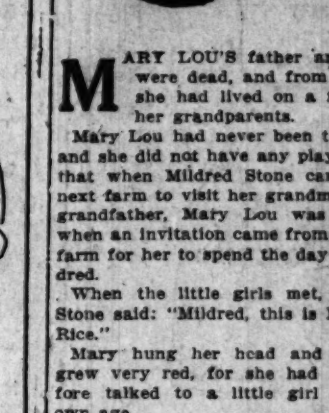 MARY LOU'S father
were dead, and from
she had lived on a
her grandparents.
Mary Lou had never been
and she did not have any
that when Mildred Stone
next farm to visit her
grandfather, Mary Lou was
when an invitation came from
farm for her to spend the day
dred.
When the little girls met,
Stone said: "Mildred, this is
Rice."
Mary hung her head and
grew very red, for she had
fore talked to a little girl
own age.